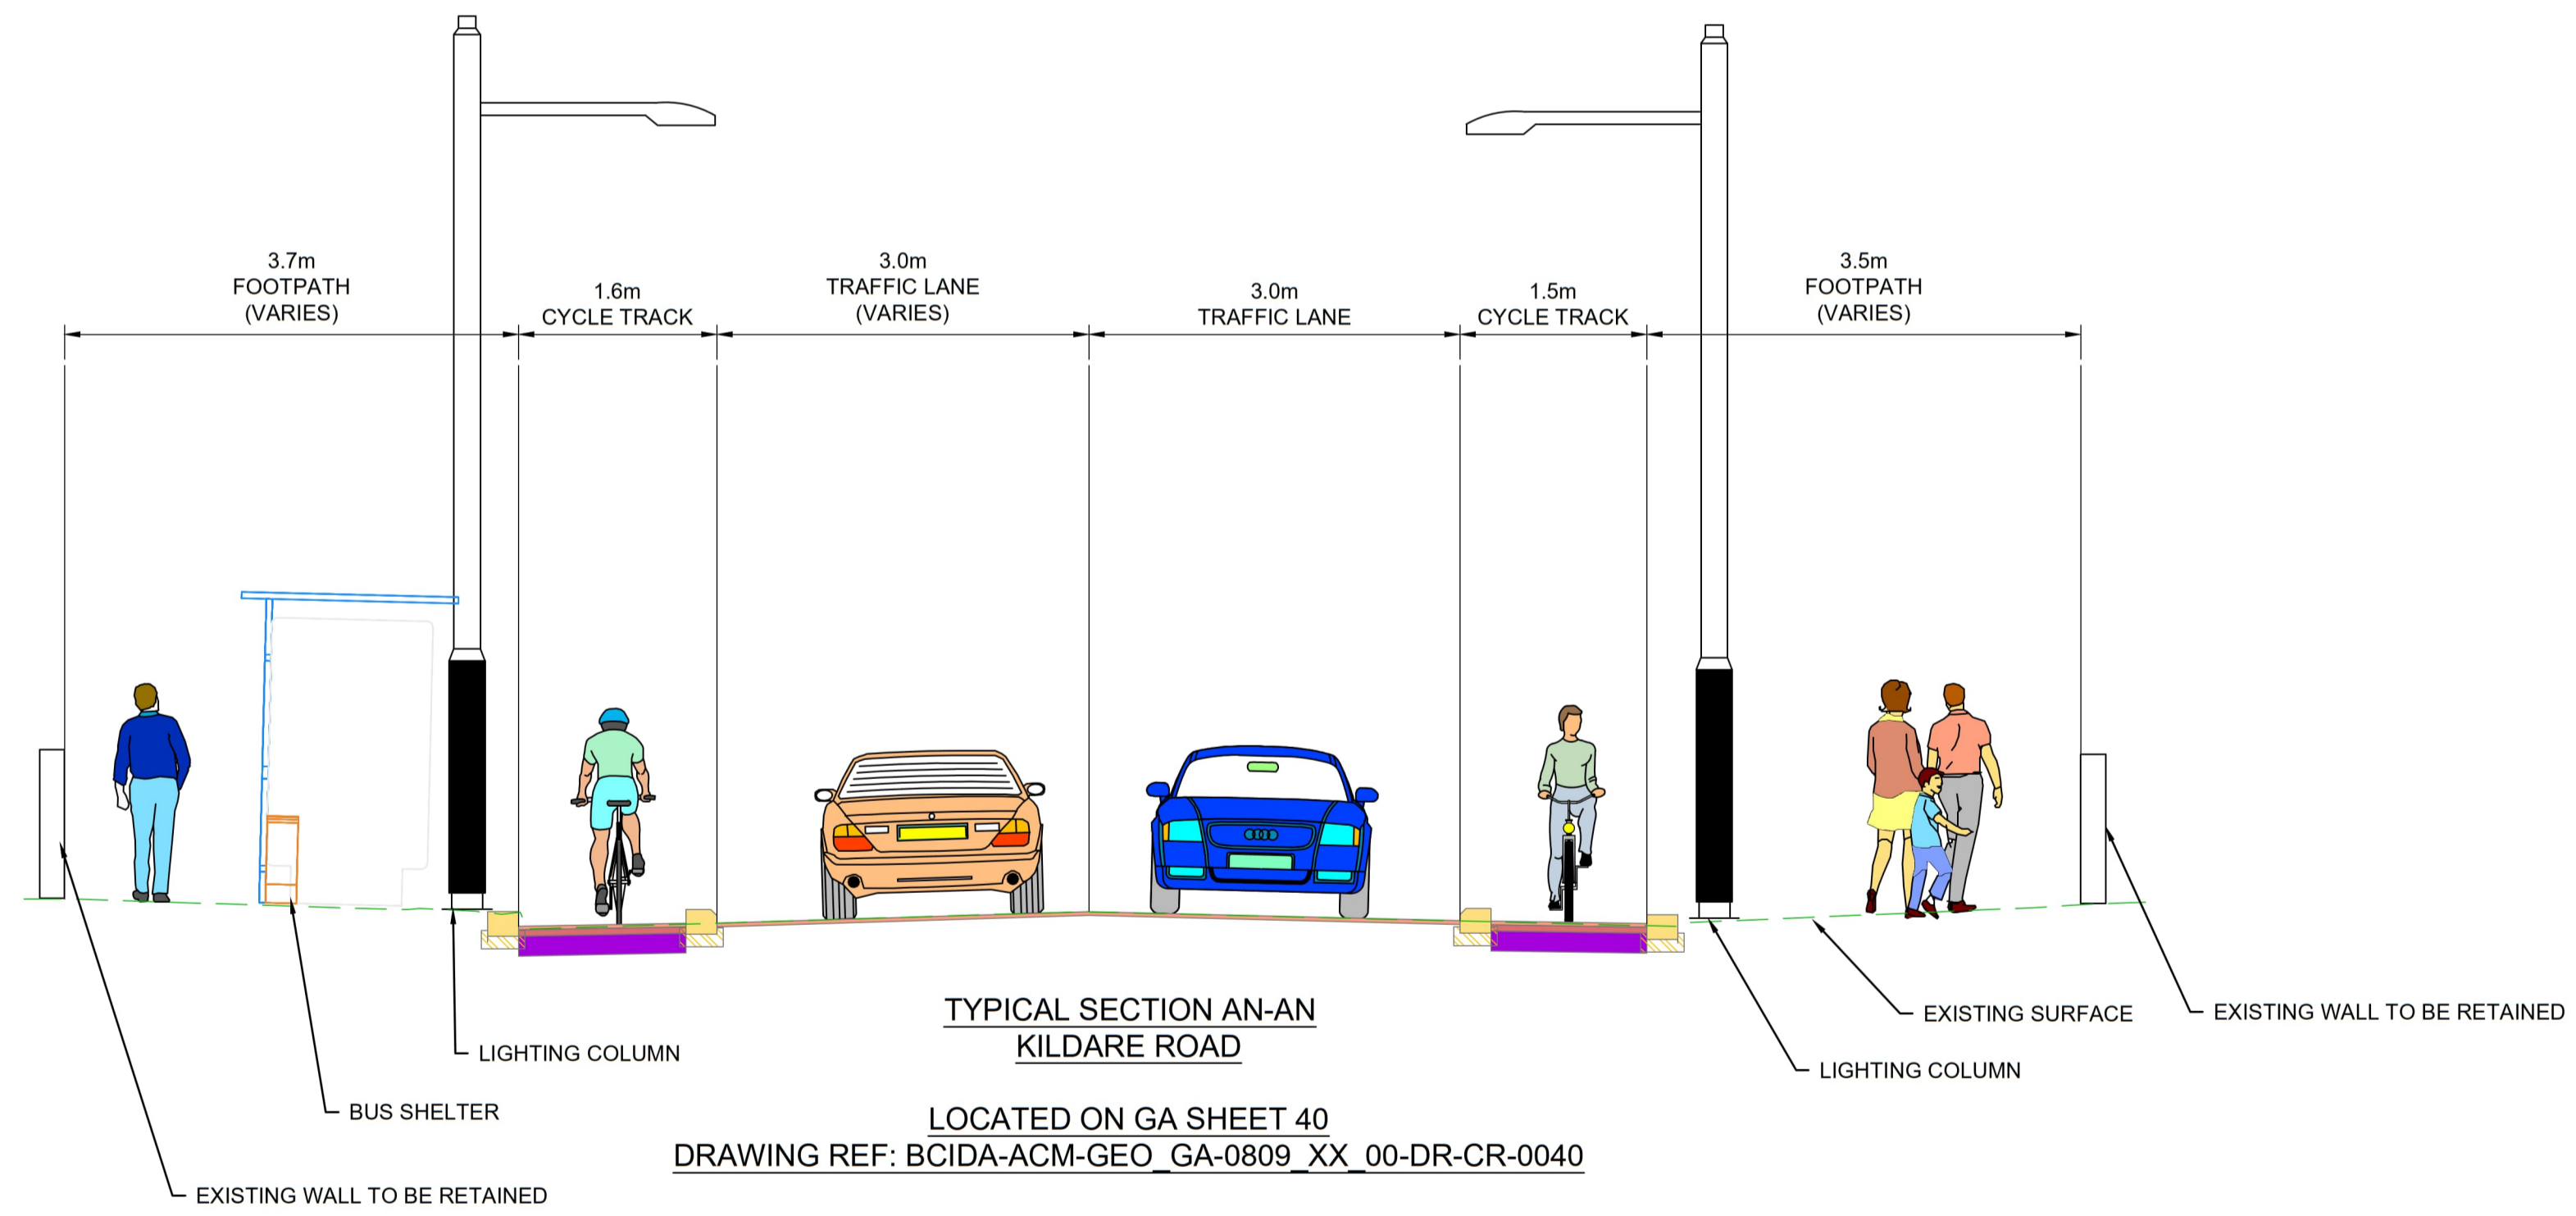 3.7m
FOOTPATH
(VARIES)
1.6m
CYCLE TRACK
3.0m
TRAFFIC LANE
(VARIES)
3.0m
TRAFFIC LANE
1.5m
CYCLE TRACK
3.5m
FOOTPATH
(VARIES)
EXISTING WALL TO BE RETAINED
BUS SHELTER
LIGHTING COLUMN
TYPICAL SECTION AN-AN
KILDARE ROAD
LOCATED ON GA SHEET 40
DRAWING REF: BCIDA-ACM-GEO_GA-0809_XX_00-DR-CR-0040
LIGHTING COLUMN
EXISTING SURFACE
EXISTING WALL TO BE RETAINED